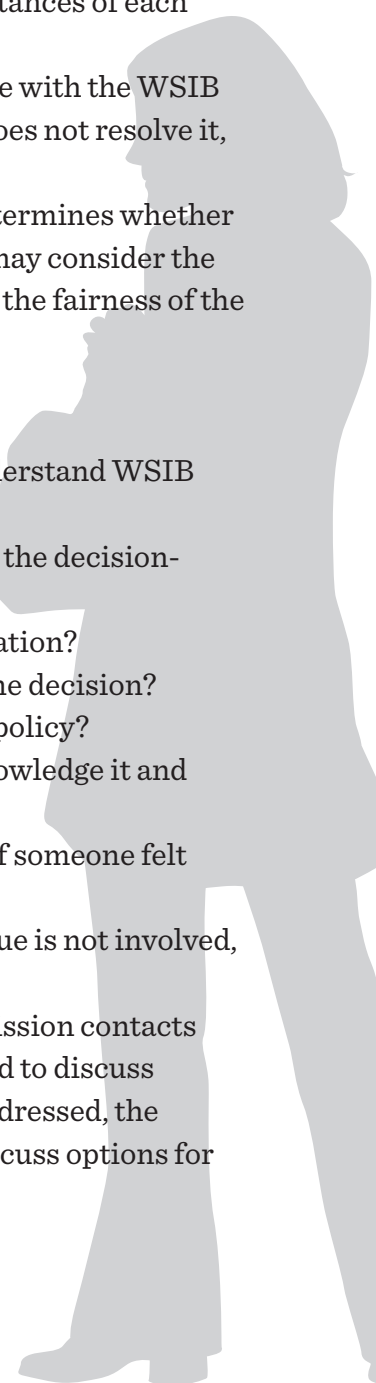 tances of each
e with the WSIB
oes not resolve it,
termines whether
may consider the
the fairness of the
erstand WSIB
the decision-
ation?
he decision?
policy?
owledge it and
f someone felt
ue is not involved,
ission contacts
d to discuss
dressed, the
cuss options for